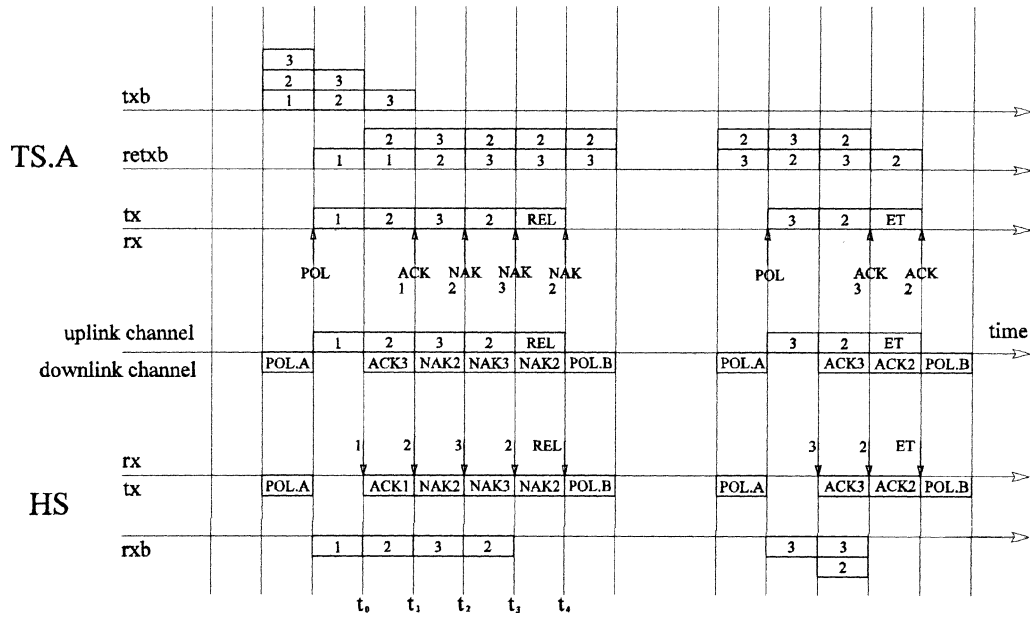 3
2 3
txb 1 2 3
TS.A
2 3 2 2 2 2 3 2
retxb 1 1 2 3 3 3 3 2 3 2
tx 1 2 3 2 REL 3 2 ET
rx
POL ACK NAK NAK NAK POL ACK ACK
1 2 3 2 3 2
uplink channel 1 2 3 2 REL 3 2 ET time
downlink channel POL.A ACK3 NAK2 NAK3 NAK2 POL.B POL.A ACK3 ACK2 POL.B
rx 1 2 3 2 REL 3 2 ET
tx POL.A ACK1 NAK2 NAK3 NAK2 POL.B POL.A ACK3 ACK2 POL.B
HS
rxb 1 2 3 2 3 3
2
t₀ t₁ t₂ t₃ t₄